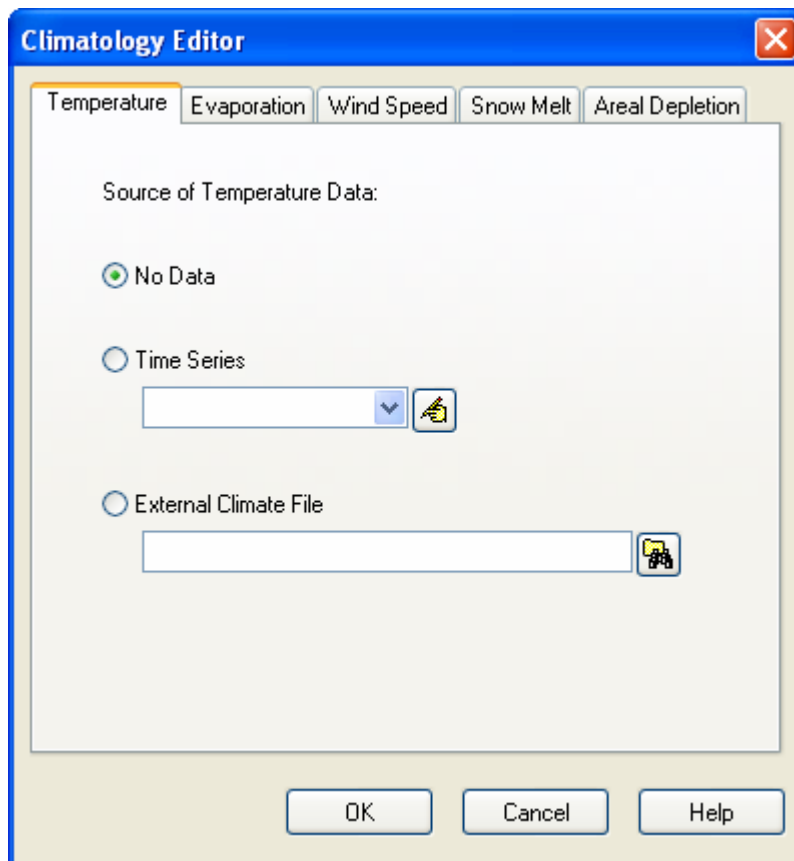 Climatology Editor
Temperature Evaporation Wind Speed Snow Melt Areal Depletion
Source of Temperature Data:
No Data
Time Series
External Climate File
OK Cancel Help